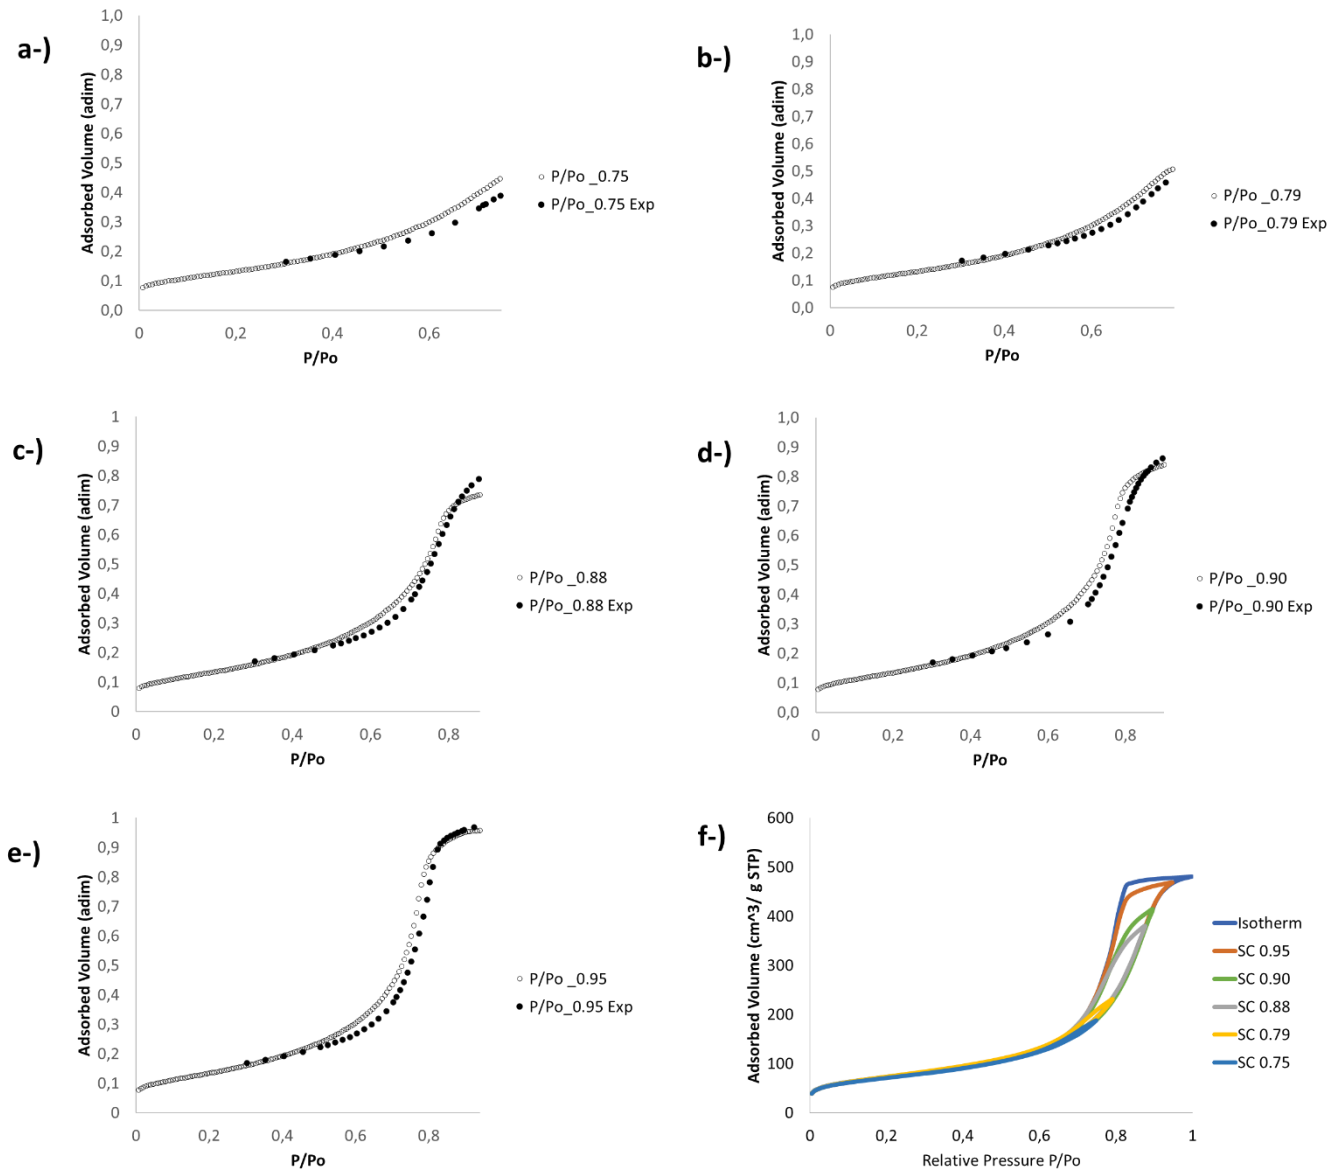 a-)
Adsorbed Volume (adim)
1,0
0,9
0,8
0,7
0,6
0,5
0,4
0,3
0,2
0,1
0,0
0 0,2 0,4 0,6
P/Po
P/Po _0.75
P/Po_0.75 Exp
b-)
Adsorbed Volume (adim)
1,0
0,9
0,8
0,7
0,6
0,5
0,4
0,3
0,2
0,1
0,0
0 0,2 0,4 0,6
P/Po
P/Po _0.79
P/Po_0.79 Exp
c-)
Adsorbed Volume (adim)
1
0,9
0,8
0,7
0,6
0,5
0,4
0,3
0,2
0,1
0
0 0,2 0,4 0,6 0,8
P/Po
P/Po _0.88
P/Po_0.88 Exp
d-)
Adsorbed Volume (adim)
1,0
0,9
0,8
0,7
0,6
0,5
0,4
0,3
0,2
0,1
0,0
0 0,2 0,4 0,6 0,8
P/Po
P/Po _0.90
P/Po_0.90 Exp
e-)
Adsorbed Volume (adim)
1
0,9
0,8
0,7
0,6
0,5
0,4
0,3
0,2
0,1
0
0 0,2 0,4 0,6 0,8
P/Po
P/Po _0.95
P/Po_0.95 Exp
f-)
Adsorbed Volume (cm^3/ g STP)
600
500
400
300
200
100
0
0 0,2 0,4 0,6 0,8 1
Relative Pressure P/Po
Isotherm
SC 0.95
SC 0.90
SC 0.88
SC 0.79
SC 0.75